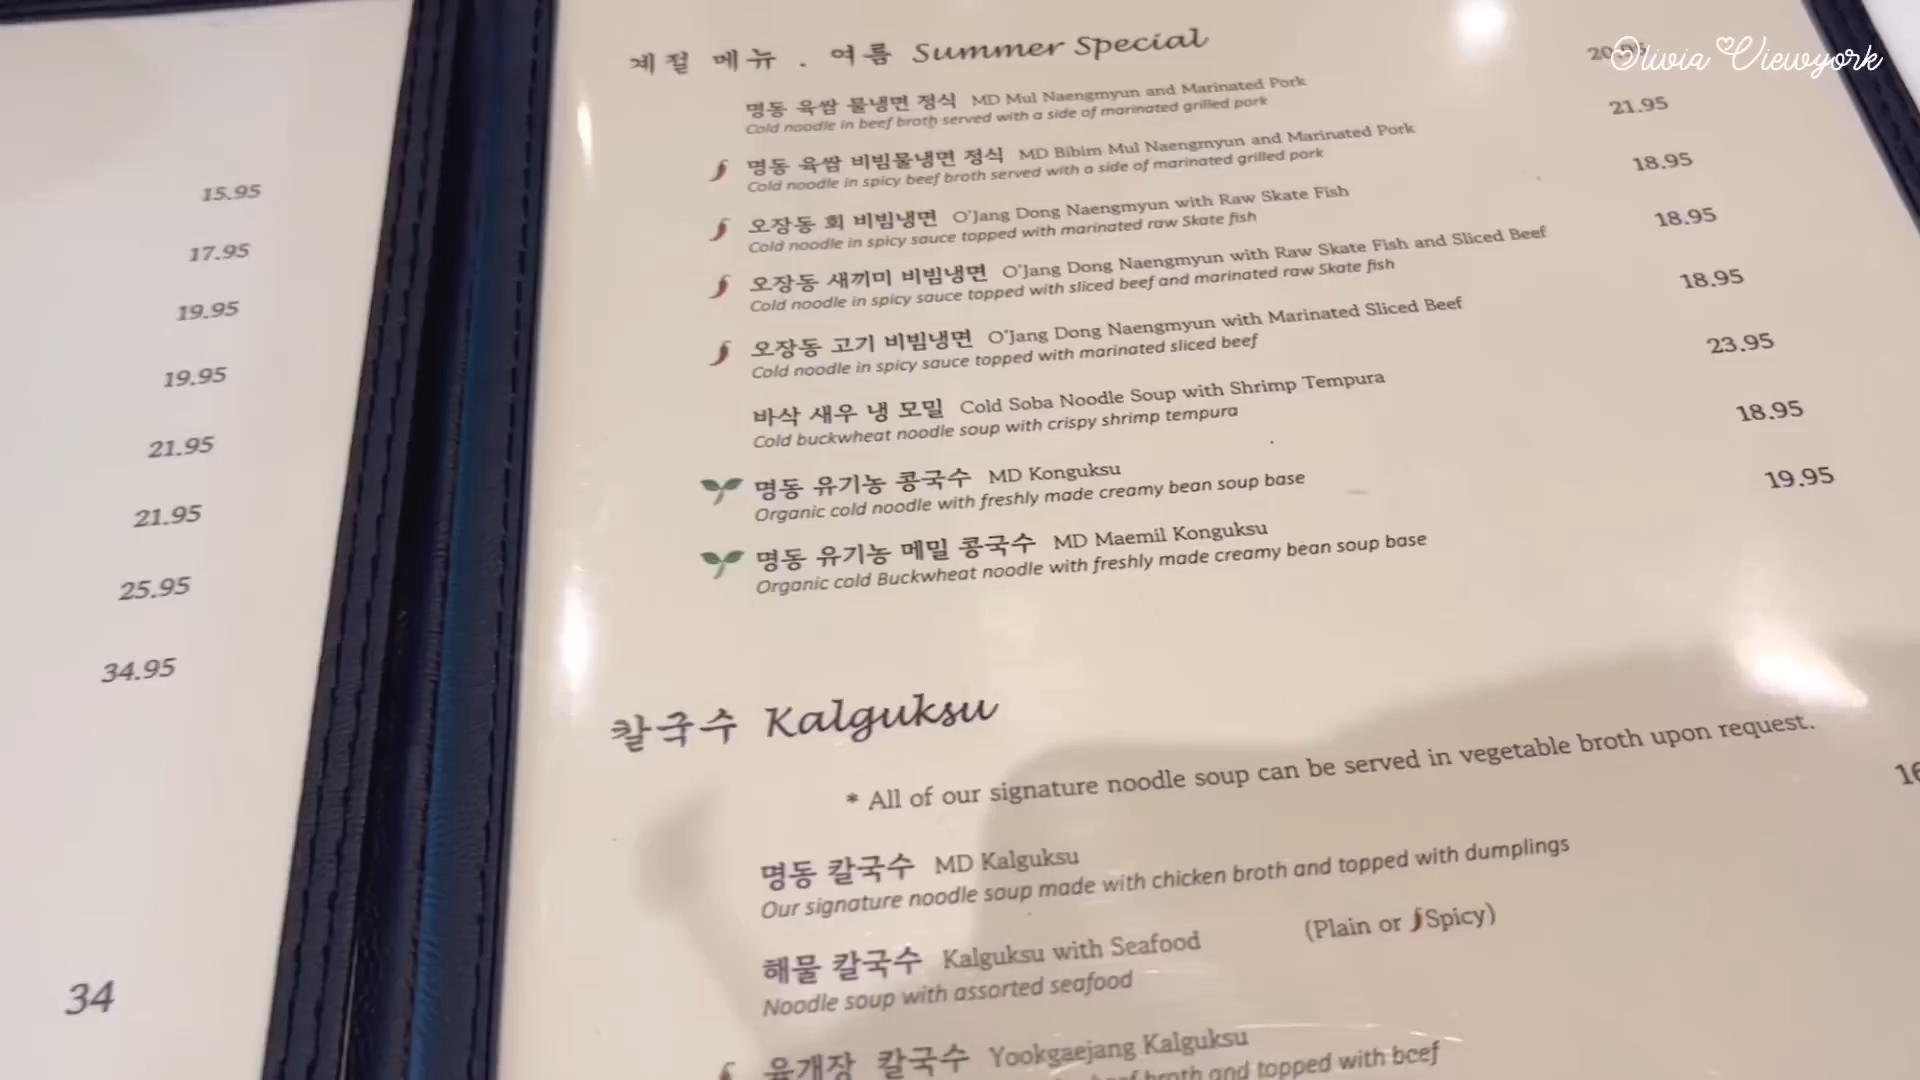 15.95
17.95
19.95
19.95
21.95
21.95
25.95
34.95
34
계절 메뉴 . 여름 Summer Special
명동 육쌈 물냉면 정식 MD Mul Naengmyun and Marinated Pork
Cold noodle in beef broth served with a side of marinated grilled pork
21.95
명동 육쌈 비빔물냉면 정식 MD Bibim Mul Naengmyun and Marinated Pork
Cold noodle in spicy beef broth served with a side of marinated grilled pork
18.95
오장동 회 비빔냉면 O'Jang Dong Naengmyun with Raw Skate Fish
Cold noodle in spicy sauce topped with marinated raw Skate fish
18.95
오장동 새끼미 비빔냉면 O'Jang Dong Naengmyun with Raw Skate Fish and Sliced Beef
Cold noodle in spicy sauce topped with sliced beef and marinated raw Skate fish
18.95
오장동 고기 비빔냉면 O'Jang Dong Naengmyun with Marinated Sliced Beef
Cold noodle in spicy sauce topped with marinated sliced beef
23.95
바삭 새우 냉 모밀 Cold Soba Noodle Soup with Shrimp Tempura
Cold buckwheat noodle soup with crispy shrimp tempura
18.95
명동 유기농 콩국수 MD Konguksu
Organic cold noodle with freshly made creamy bean soup base
19.95
명동 유기농 메밀 콩국수 MD Maemil Konguksu
Organic cold Buckwheat noodle with freshly made creamy bean soup base
칼국수 Kalguksu
* All of our signature noodle soup can be served in vegetable broth upon request.
명동 칼국수 MD Kalguksu
Our signature noodle soup made with chicken broth and topped with dumplings
해물 칼국수 Kalguksu with Seafood (Plain or Spicy)
Noodle soup with assorted seafood
육개장 칼국수 Yookgaejang Kalguksu
broth and topped with beef
Olivia Viewyork